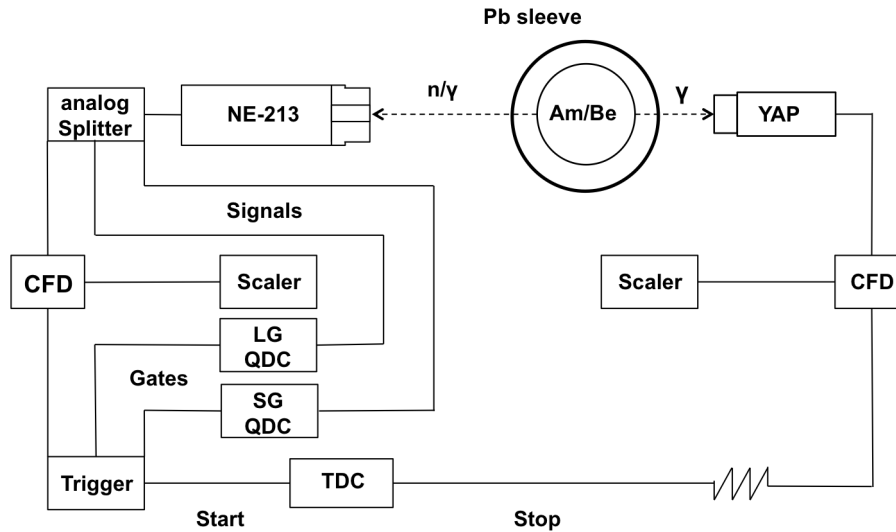 Pb sleeve
analog
Splitter
NE-213
n/γ
Am/Be
γ
YAP
Signals
CFD
Scaler
Scaler
CFD
LG
QDC
Gates
SG
QDC
Trigger
TDC
Start
Stop